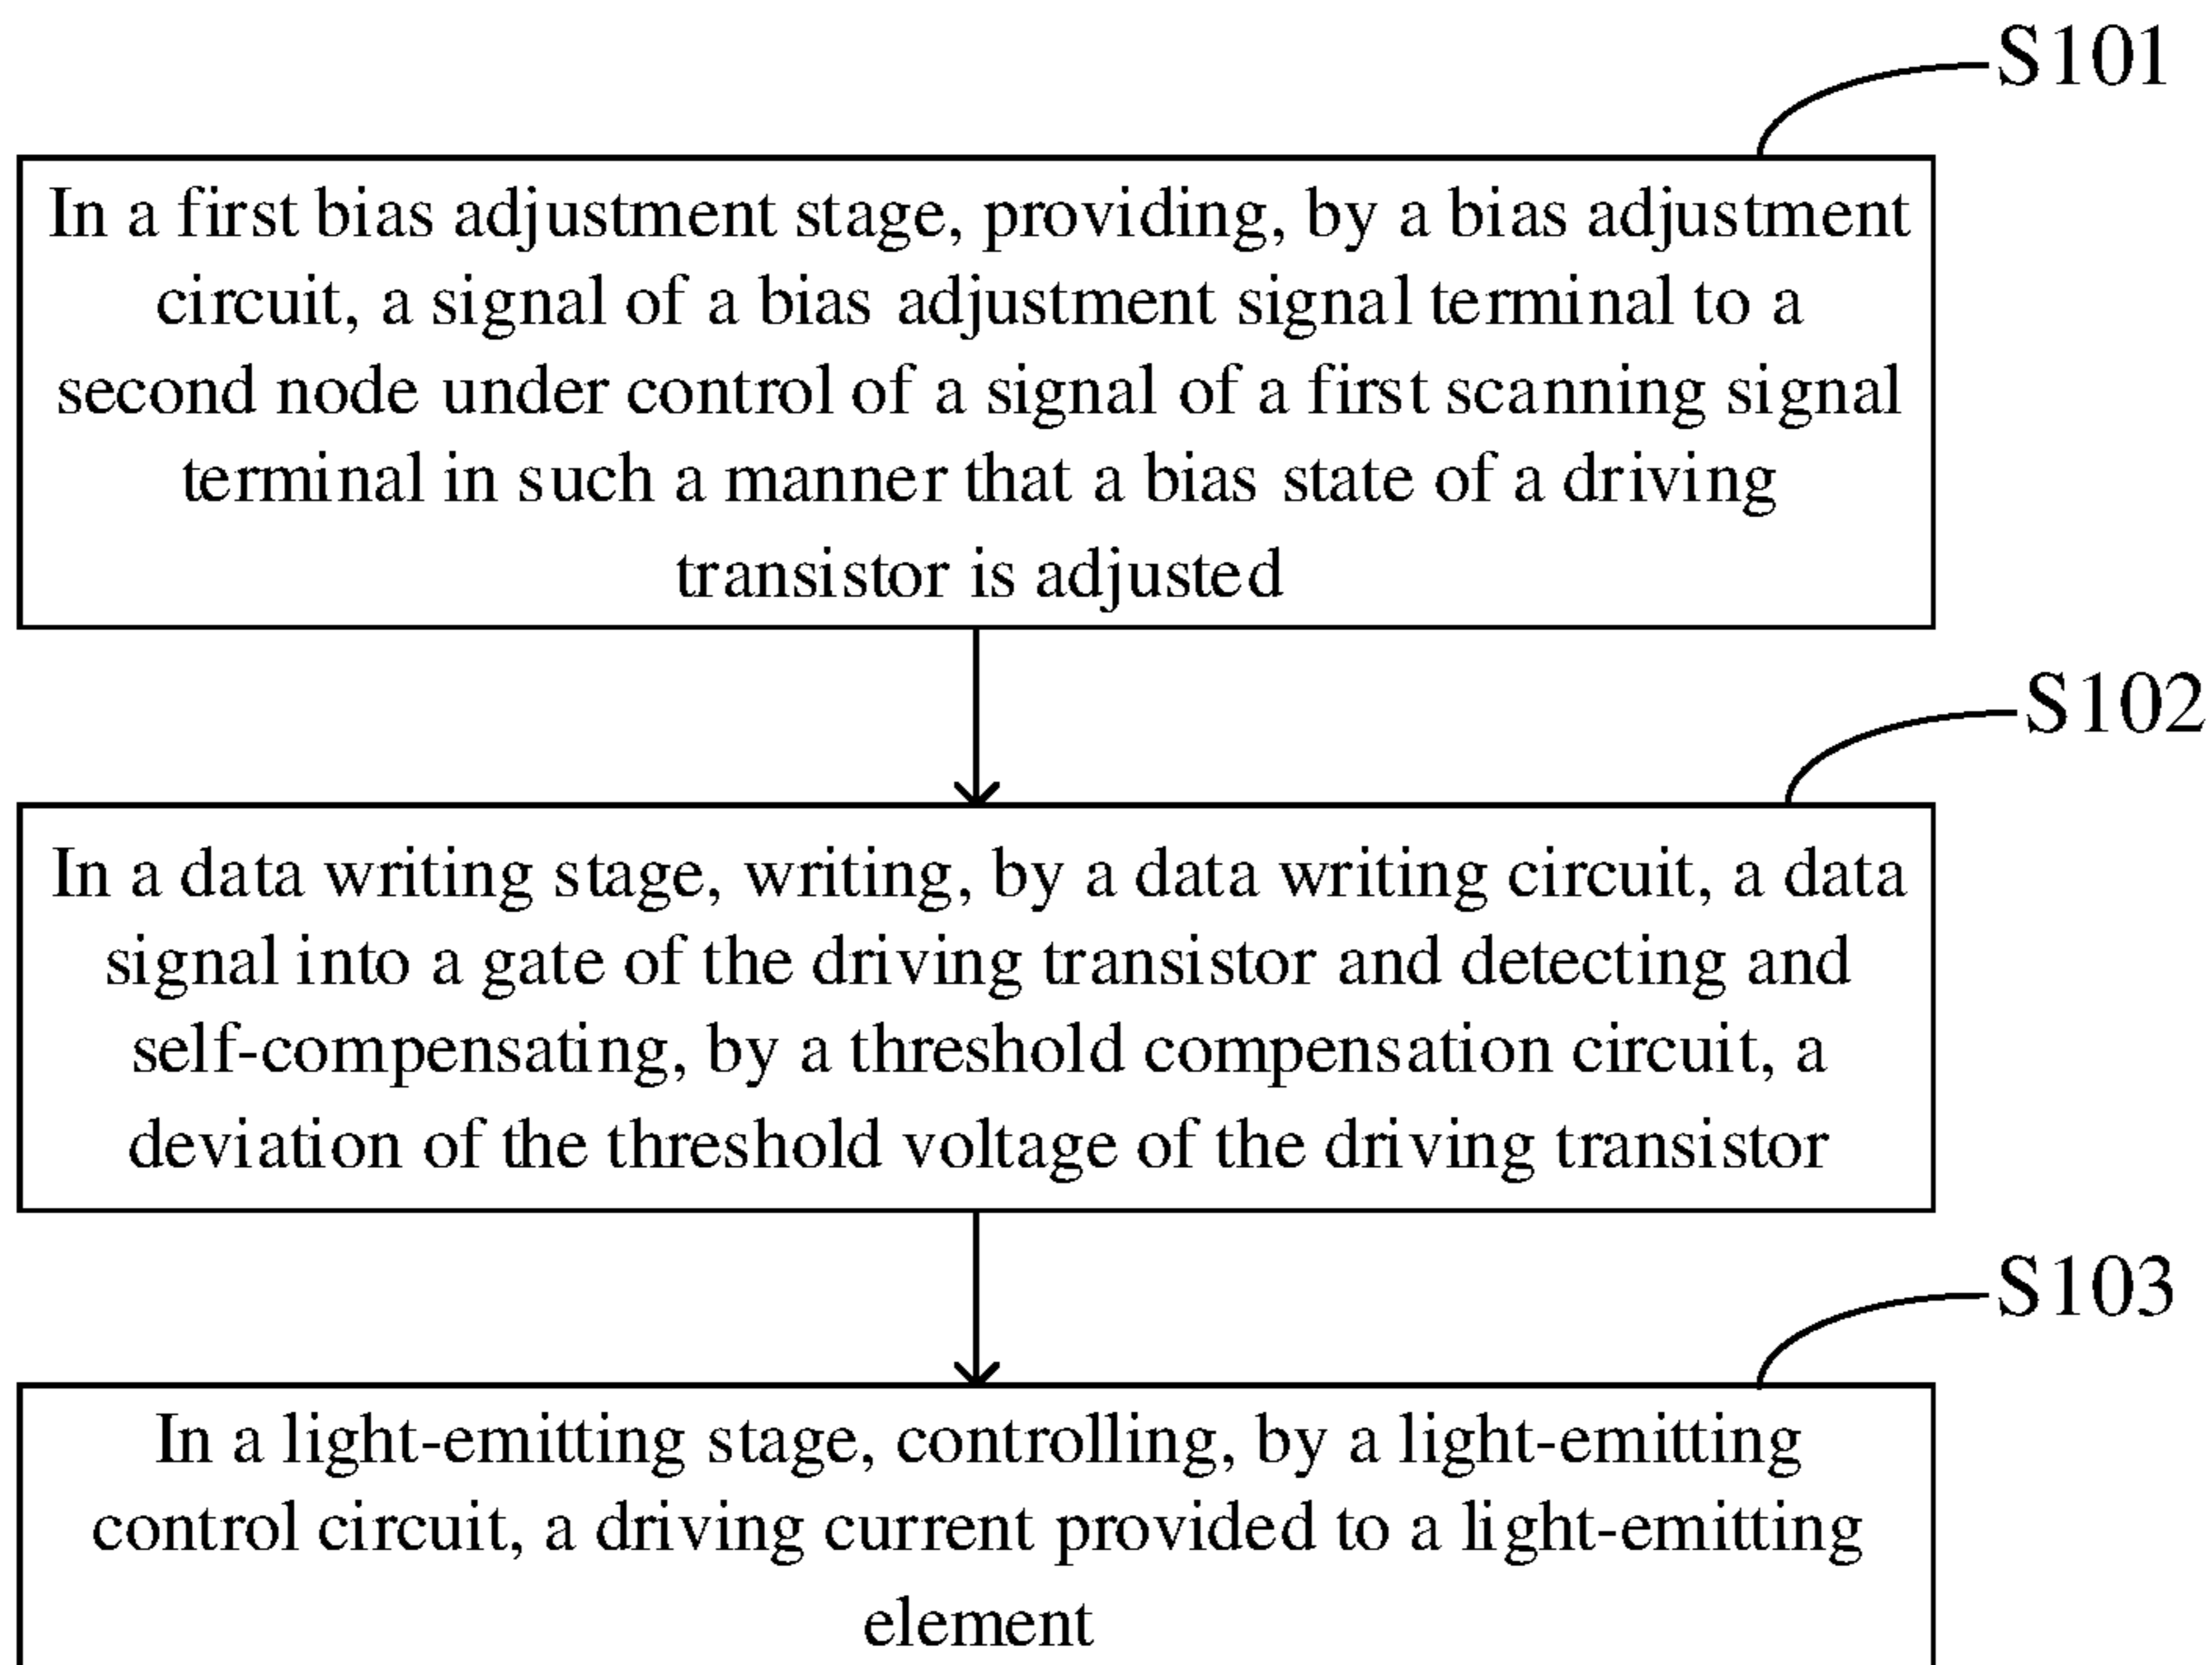 S101
In a first bias adjustment stage, providing, by a bias adjustment
circuit, a signal of a bias adjustment signal terminal to a
second node under control of a signal of a first scanning signal
terminal in such a manner that a bias state of a driving
transistor is adjusted
S102
In a data writing stage, writing, by a data writing circuit, a data
signal into a gate of the driving transistor and detecting and
self-compensating, by a threshold compensation circuit, a
deviation of the threshold voltage of the driving transistor
S103
In a light-emitting stage, controlling, by a light-emitting
control circuit, a driving current provided to a light-emitting
element